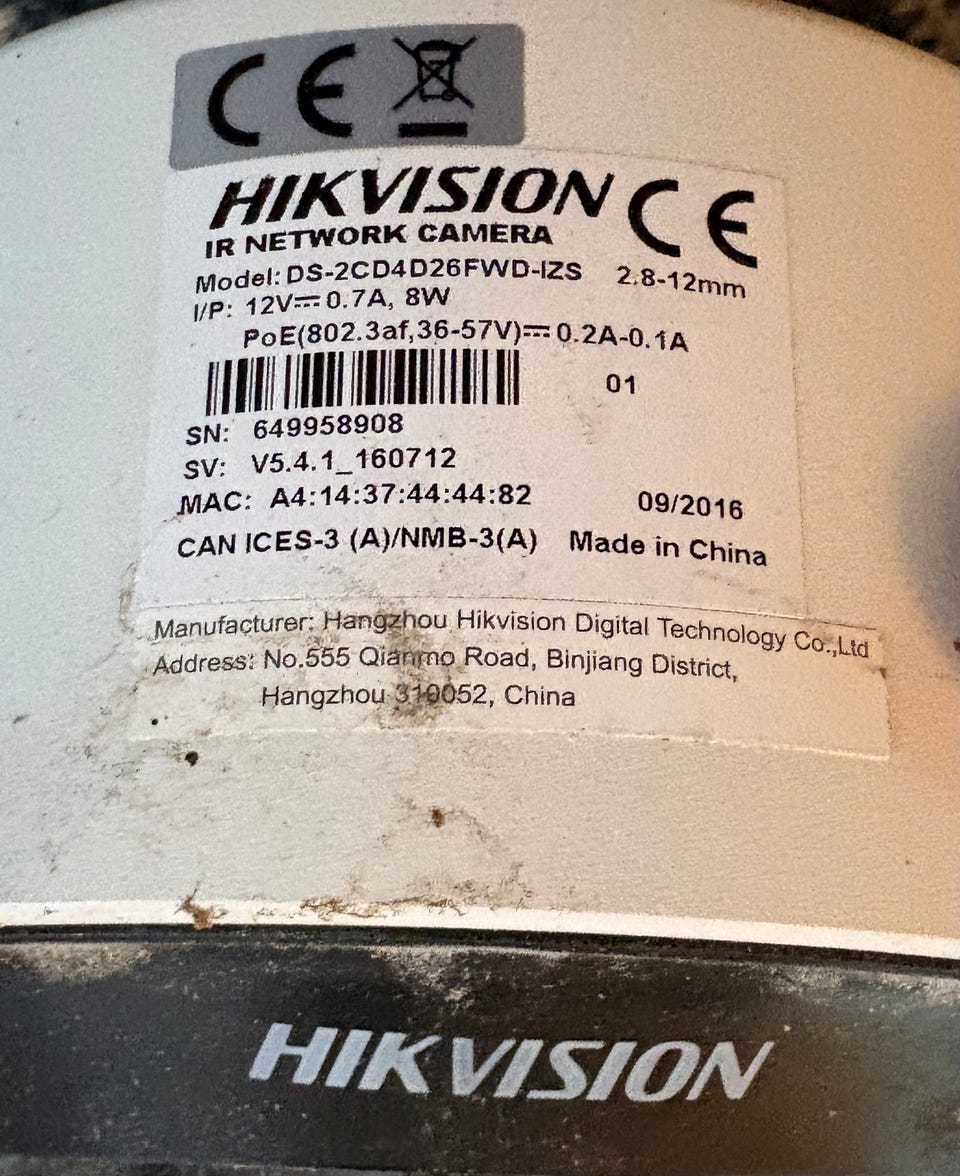 CE
HIKVISION CE
IR NETWORK CAMERA
Model: DS-2CD4D26FWD-IZS 2.8-12mm
I/P: 12V⎓0.7A, 8W
PoE(802.3af,36-57V)⎓0.2A-0.1A
01
SN: 649958908
SV: V5.4.1_160712
MAC: A4:14:37:44:44:82 09/2016
CAN ICES-3 (A)/NMB-3(A) Made in China
Manufacturer: Hangzhou Hikvision Digital Technology Co.,Ltd
Address: No.555 Qianmo Road, Binjiang District,
Hangzhou 310052, China
HIKVISION